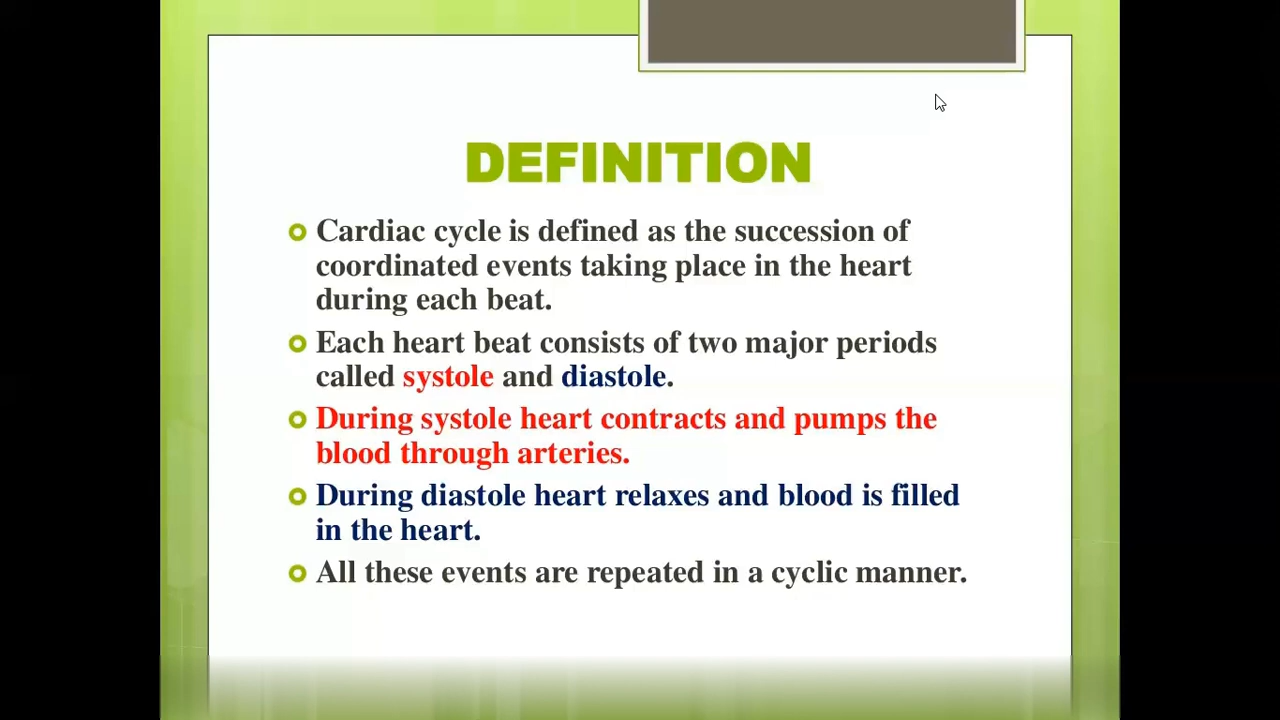 DEFINITION
Cardiac cycle is defined as the succession of
coordinated events taking place in the heart
during each beat.
Each heart beat consists of two major periods
called systole and diastole.
During systole heart contracts and pumps the
blood through arteries.
During diastole heart relaxes and blood is filled
in the heart.
All these events are repeated in a cyclic manner.